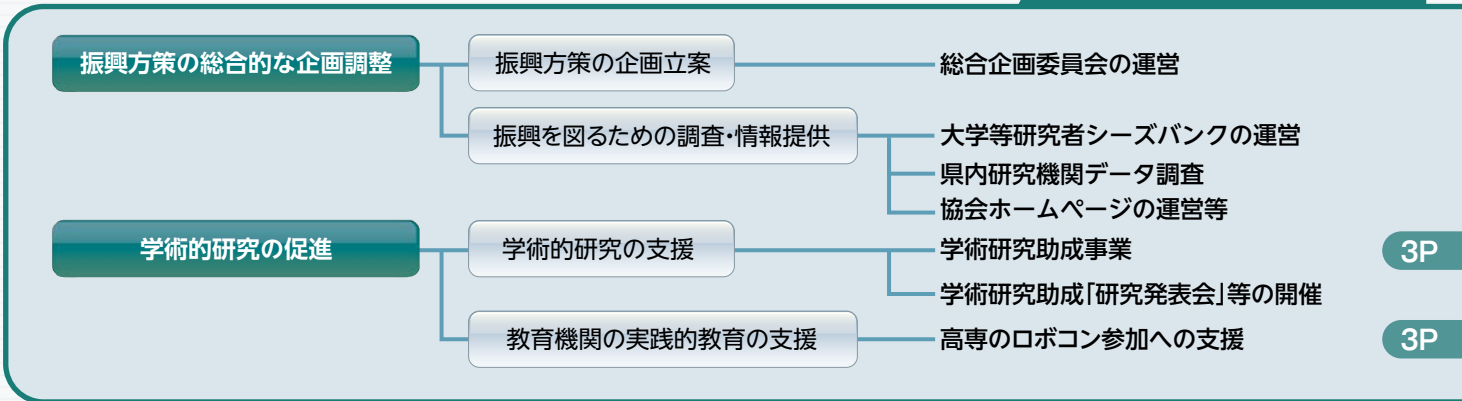 振興方策の総合的な企画調整
振興方策の企画立案
総合企画委員会の運営
振興を図るための調査・情報提供
大学等研究者シーズバンクの運営
県内研究機関データ調査
協会ホームページの運営等
学術的研究の促進
学術的研究の支援
学術研究助成事業
3P
学術研究助成「研究発表会」等の開催
教育機関の実践的教育の支援
高専のロボコン参加への支援
3P